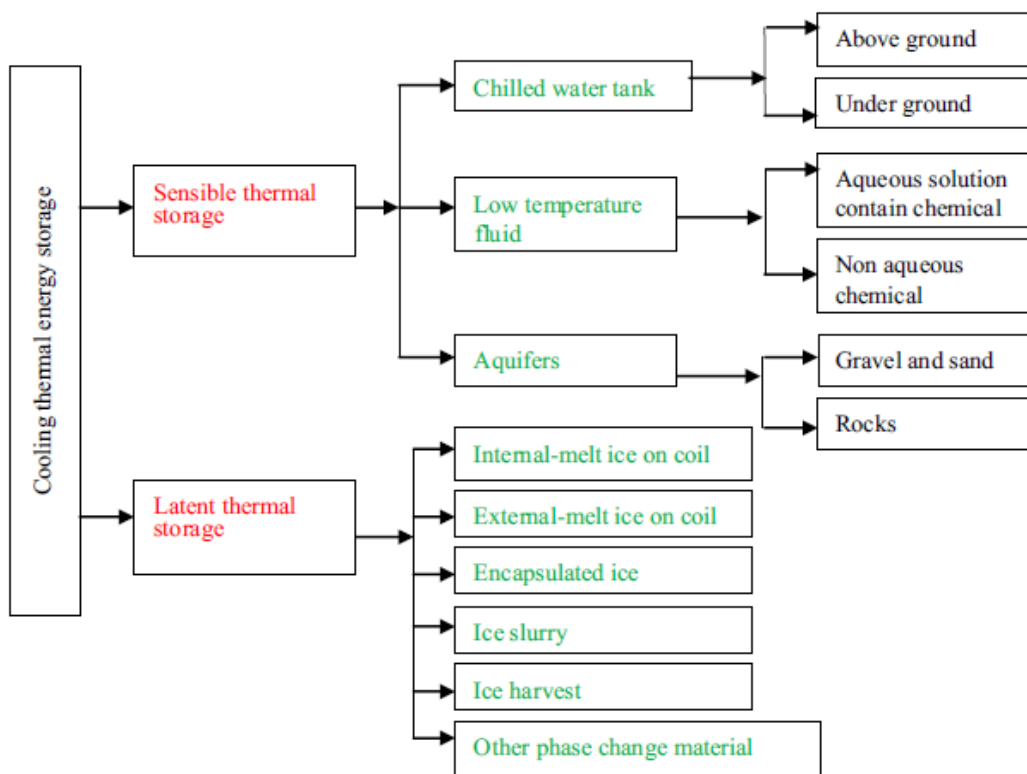 Cooling thermal energy storage
Sensible thermal
storage
Chilled water tank
Above ground
Under ground
Low temperature
fluid
Aqueous solution
contain chemical
Non aqueous
chemical
Aquifers
Gravel and sand
Rocks
Latent thermal
storage
Internal-melt ice on coil
External-melt ice on coil
Encapsulated ice
Ice slurry
Ice harvest
Other phase change material